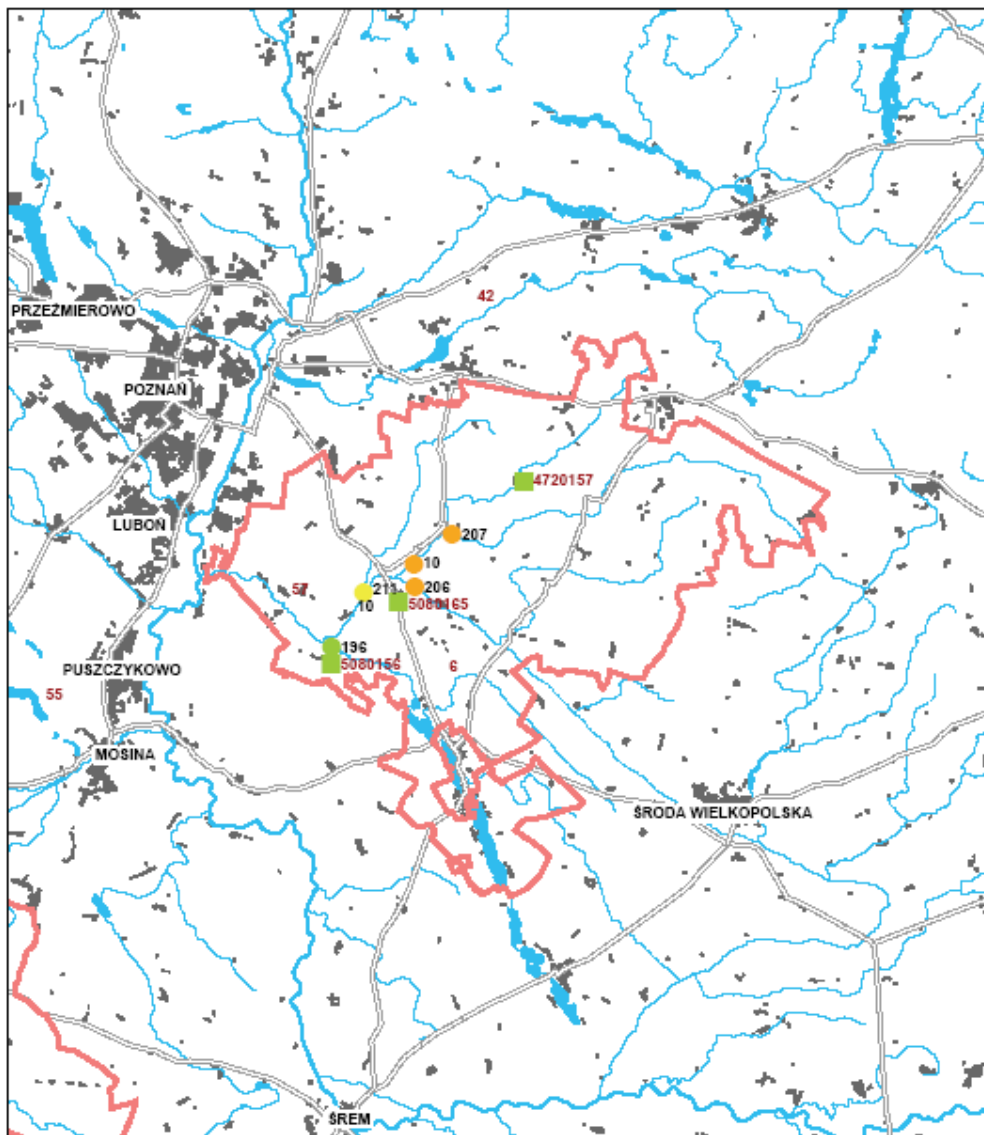 42
PRZEŹMIEROWO
POZNAŃ
4720157
LUBOŃ
207
10
57
211
206
10
5080165
196
5080156
6
PUSZCZYKOWO
55
MOSINA
ŚRODA WIELKOPOLSKA
ŚREM